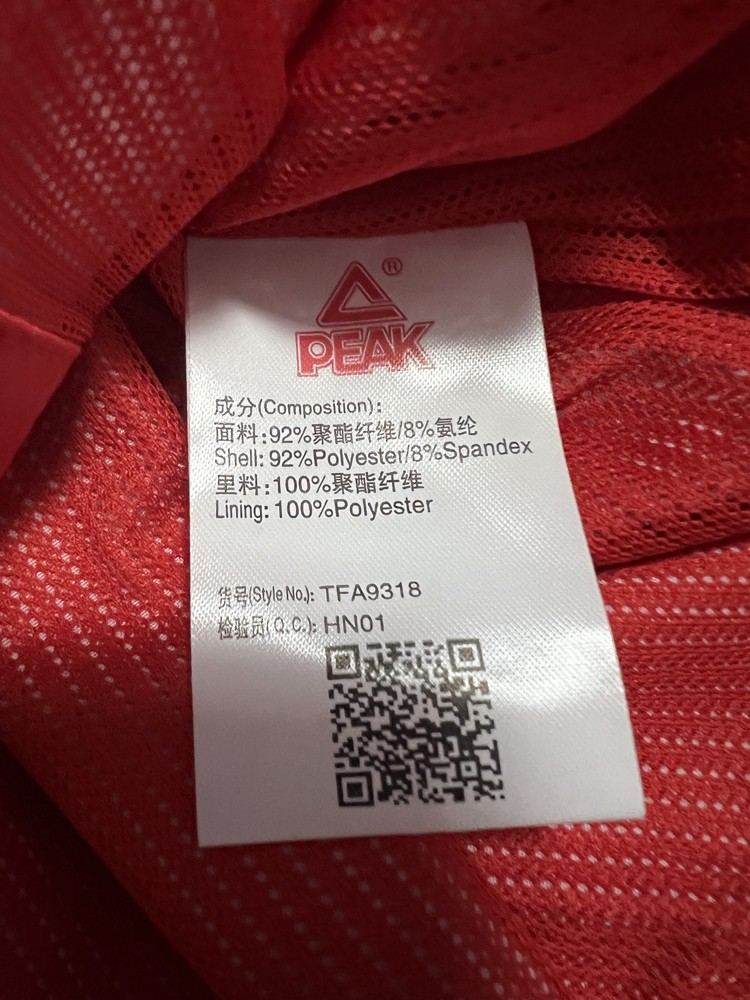 ®
PEAK
成分(Composition):
面料:92%聚酯纤维/8%氨纶
Shell: 92%Polyester/8%Spandex
里料:100%聚酯纤维
Lining: 100%Polyester
货号(Style No.): TFA9318
检验员(Q.C.): HN01